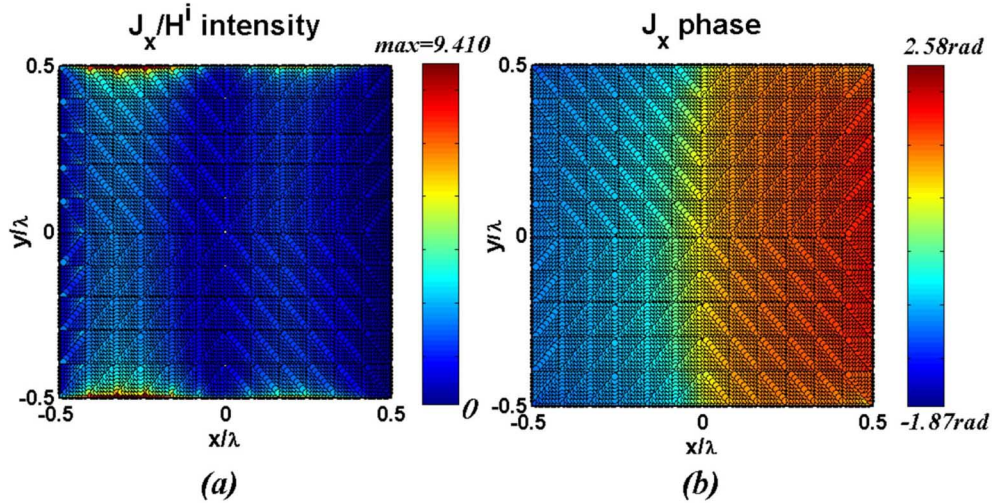 J_x/H^i intensity
max=9.410
0.5
y/λ
0
-0.5
-0.5
0
0.5
x/λ
0
(a)
J_x phase
2.58rad
0.5
y/λ
0
-0.5
-0.5
0
0.5
x/λ
-1.87rad
(b)